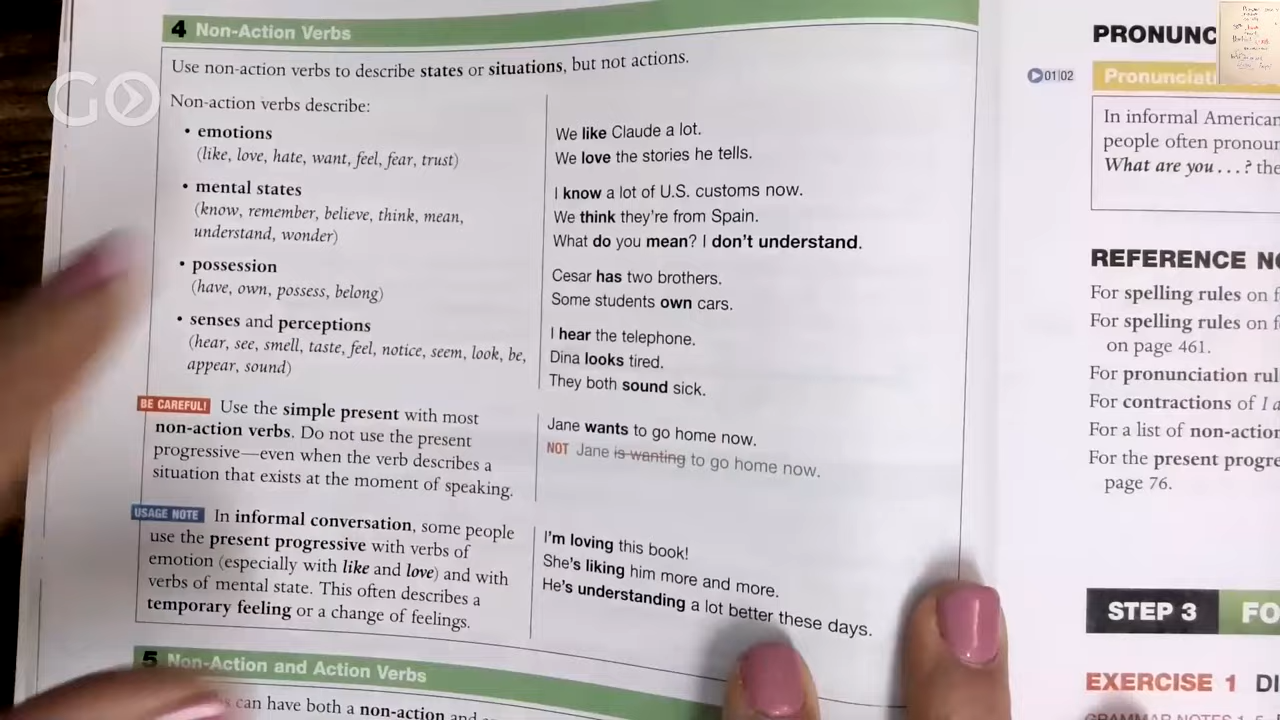 4 Non-Action Verbs
Use non-action verbs to describe states or situations, but not actions.
Non-action verbs describe:
• emotions
(like, love, hate, want, feel, fear, trust)
We like Claude a lot.
We love the stories he tells.
• mental states
(know, remember, believe, think, mean,
understand, wonder)
I know a lot of U.S. customs now.
We think they're from Spain.
What do you mean? I don't understand.
• possession
(have, own, possess, belong)
Cesar has two brothers.
Some students own cars.
• senses and perceptions
(hear, see, smell, taste, feel, notice, seem, look, be,
appear, sound)
I hear the telephone.
Dina looks tired.
They both sound sick.
BE CAREFUL! Use the simple present with most
non-action verbs. Do not use the present
progressive—even when the verb describes a
situation that exists at the moment of speaking.
Jane wants to go home now.
NOT Jane is wanting to go home now.
USAGE NOTE In informal conversation, some people
use the present progressive with verbs of
emotion (especially with like and love) and with
verbs of mental state. This often describes a
temporary feeling or a change of feelings.
I'm loving this book!
She's liking him more and more.
He's understanding a lot better these days.
5 Non-Action and Action Verbs
can have both a non-action and
GO
PRONUNC
01|02
Pronunciati
In informal American
people often pronoun
What are you . . . ? the
REFERENCE NO
For spelling rules on f
For spelling rules on f
on page 461.
For pronunciation rul
For contractions of I a
For a list of non-action
For the present progre
page 76.
STEP 3 FO
EXERCISE 1 DI
GRAMMAR NOTES 1